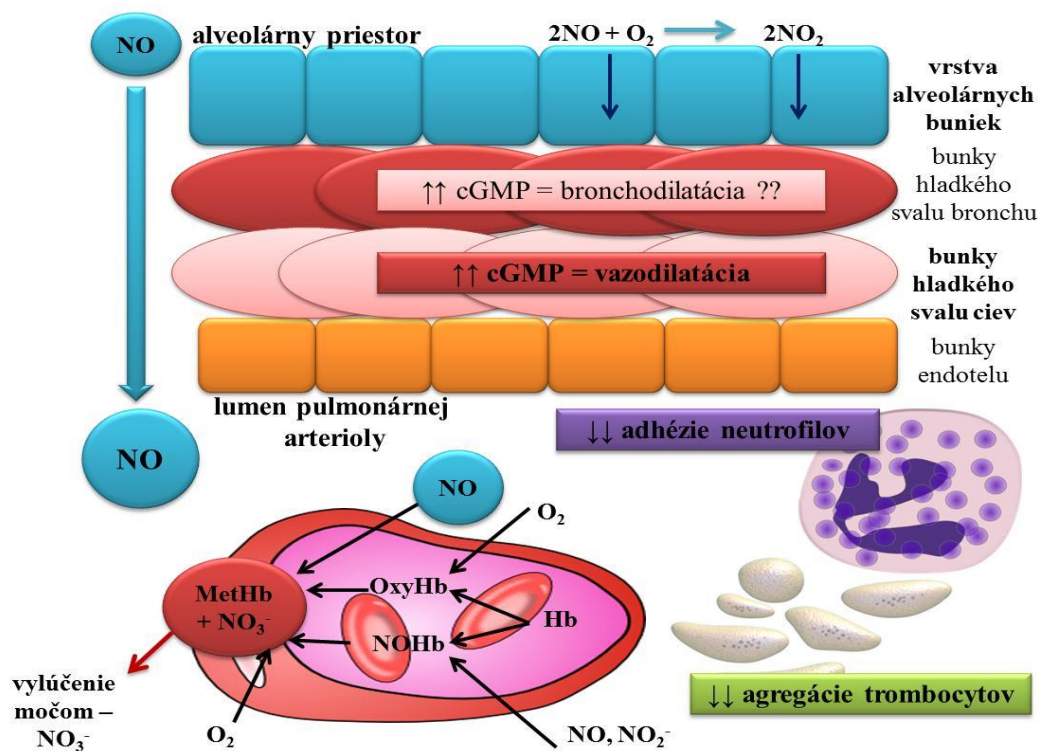 NO
alveolárny priestor
2NO + O₂
2NO₂
vrstva
alveolárnych
buniek
bunky
hladkého
svalu bronchu
↑↑ cGMP = bronchodilatácia ??
↑↑ cGMP = vazodilatácia
bunky
hladkého
svalu ciev
bunky
endotelu
lumen pulmonárnej
arterioly
↓↓ adhézie neutrofilov
NO
NO
O₂
OxyHb
MetHb
+ NO₃⁻
Hb
NOHb
vylúčenie
močom –
NO₃⁻
O₂
NO, NO₂⁻
↓↓ agregácie trombocytov